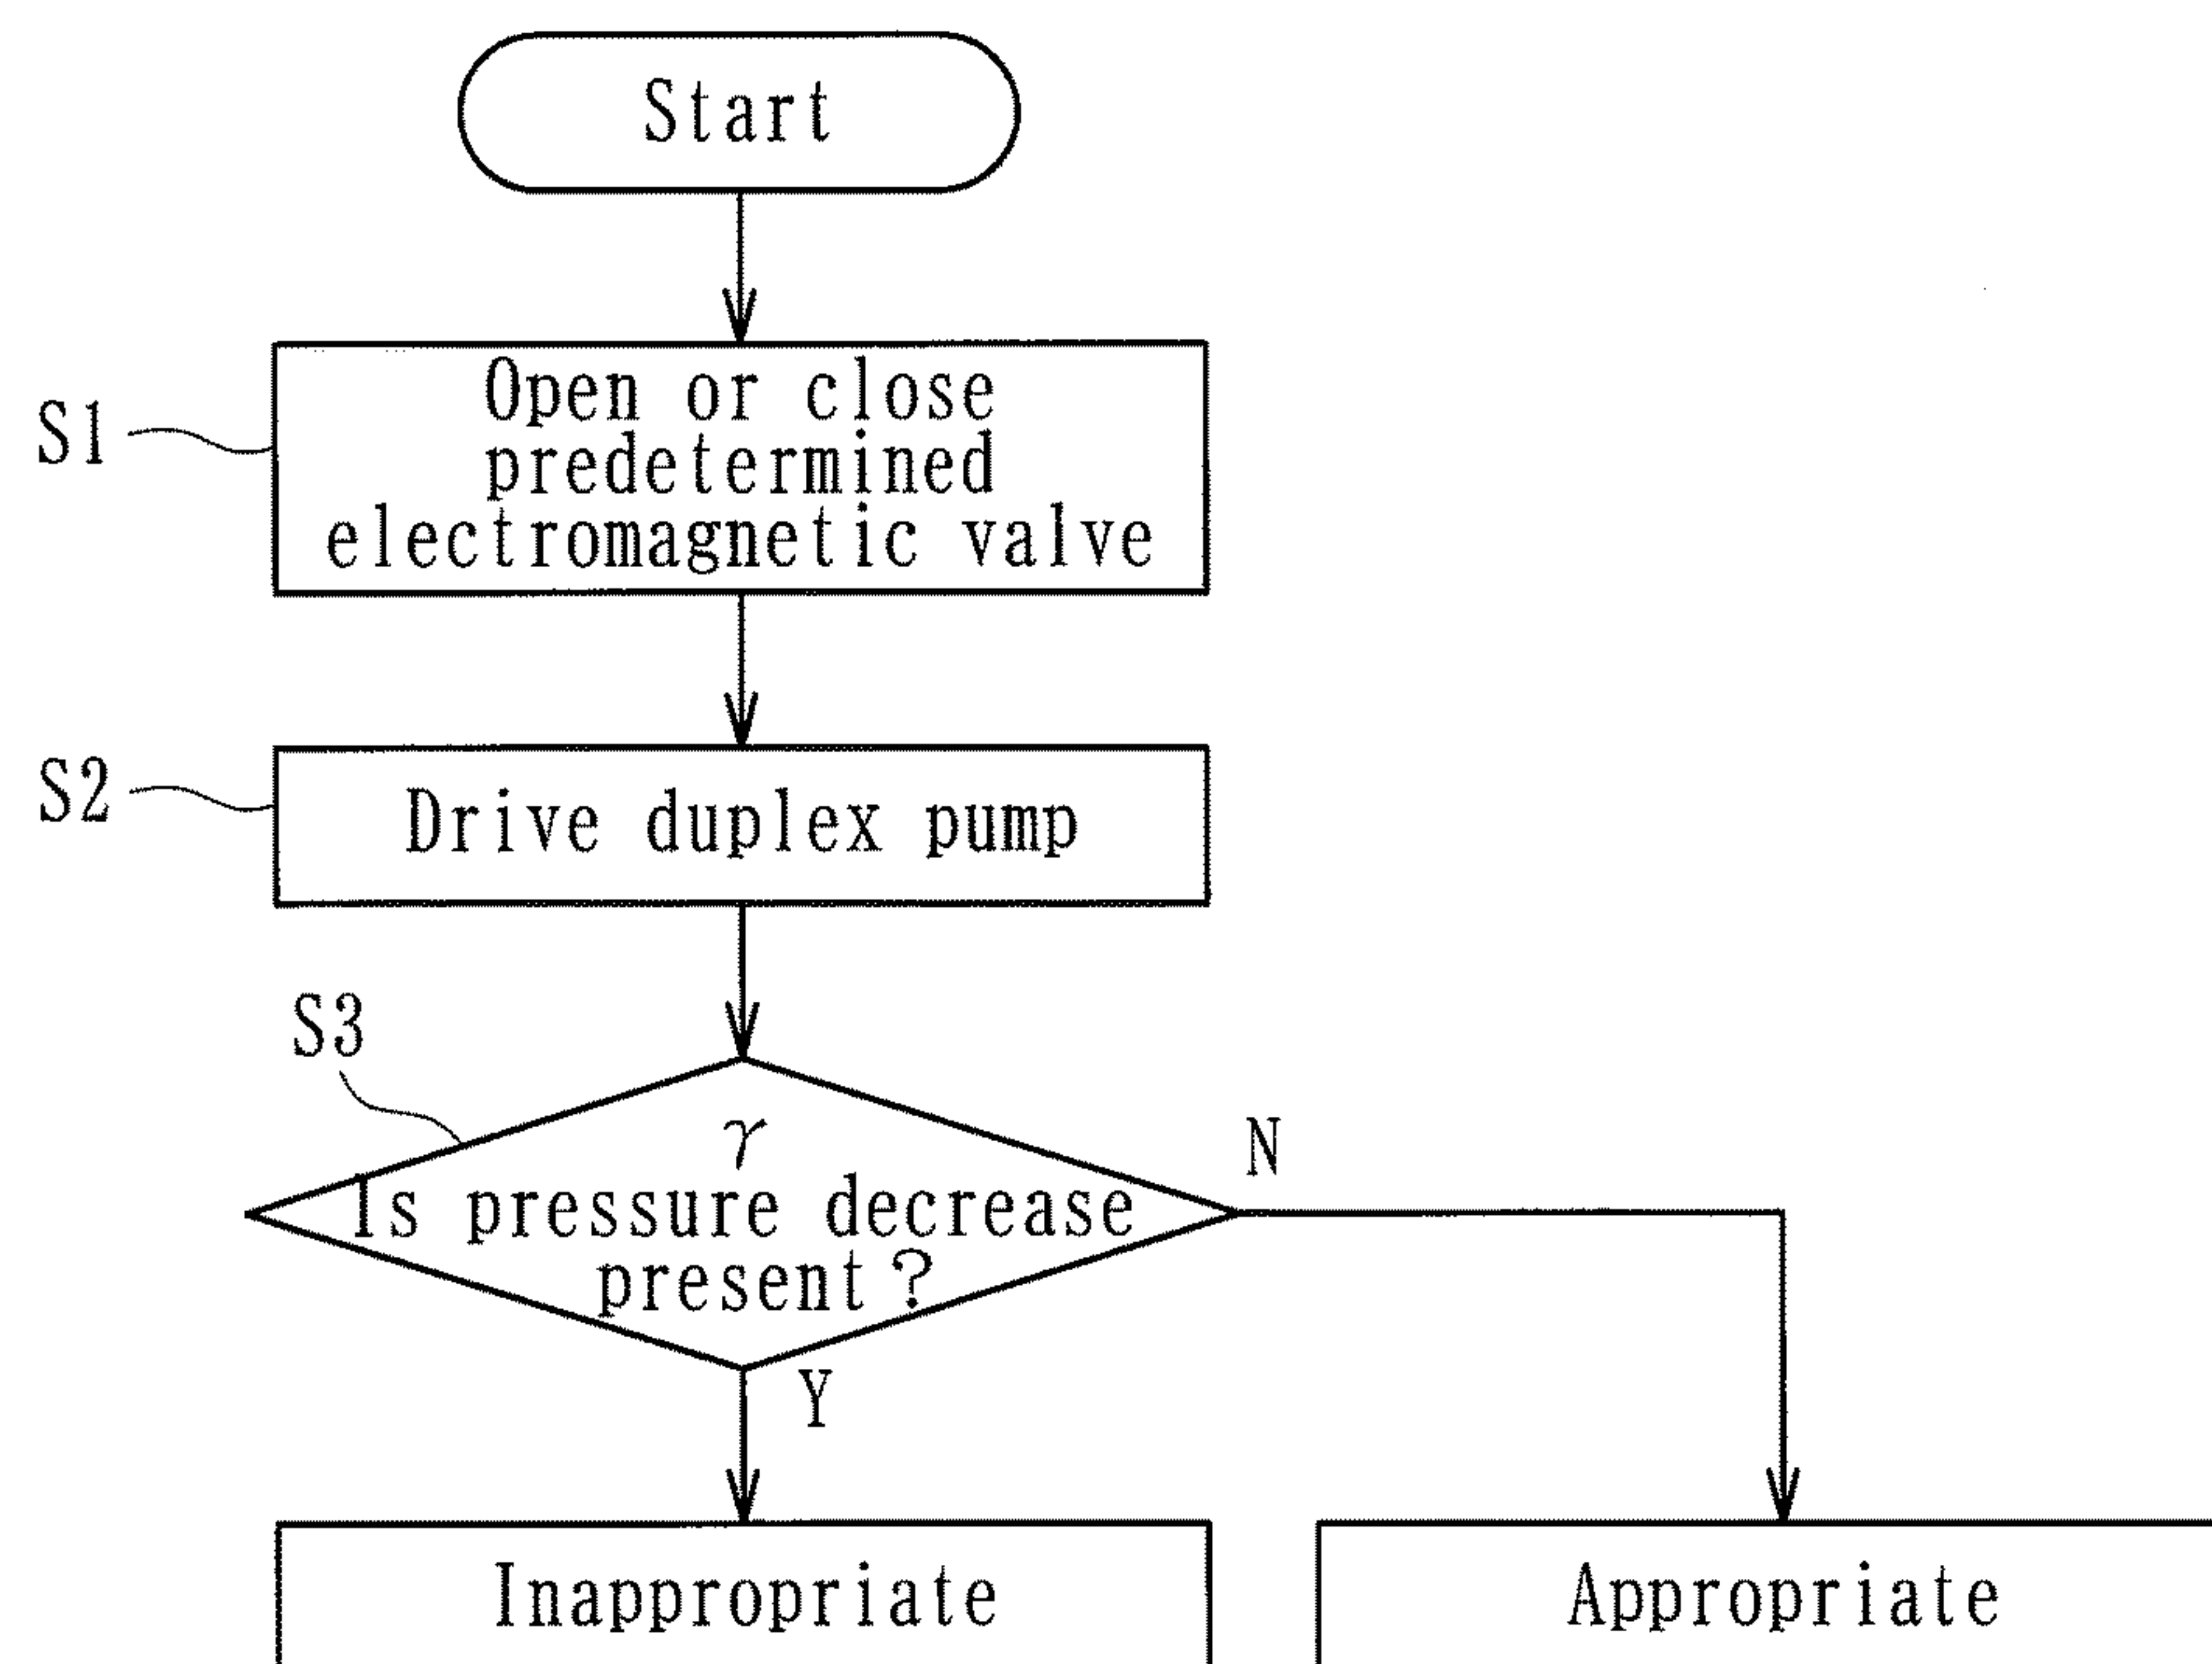 Start
S1
Open or close
predetermined
electromagnetic valve
S2
Drive duplex pump
S3
γ
Is pressure decrease
present?
N
Y
Inappropriate
Appropriate